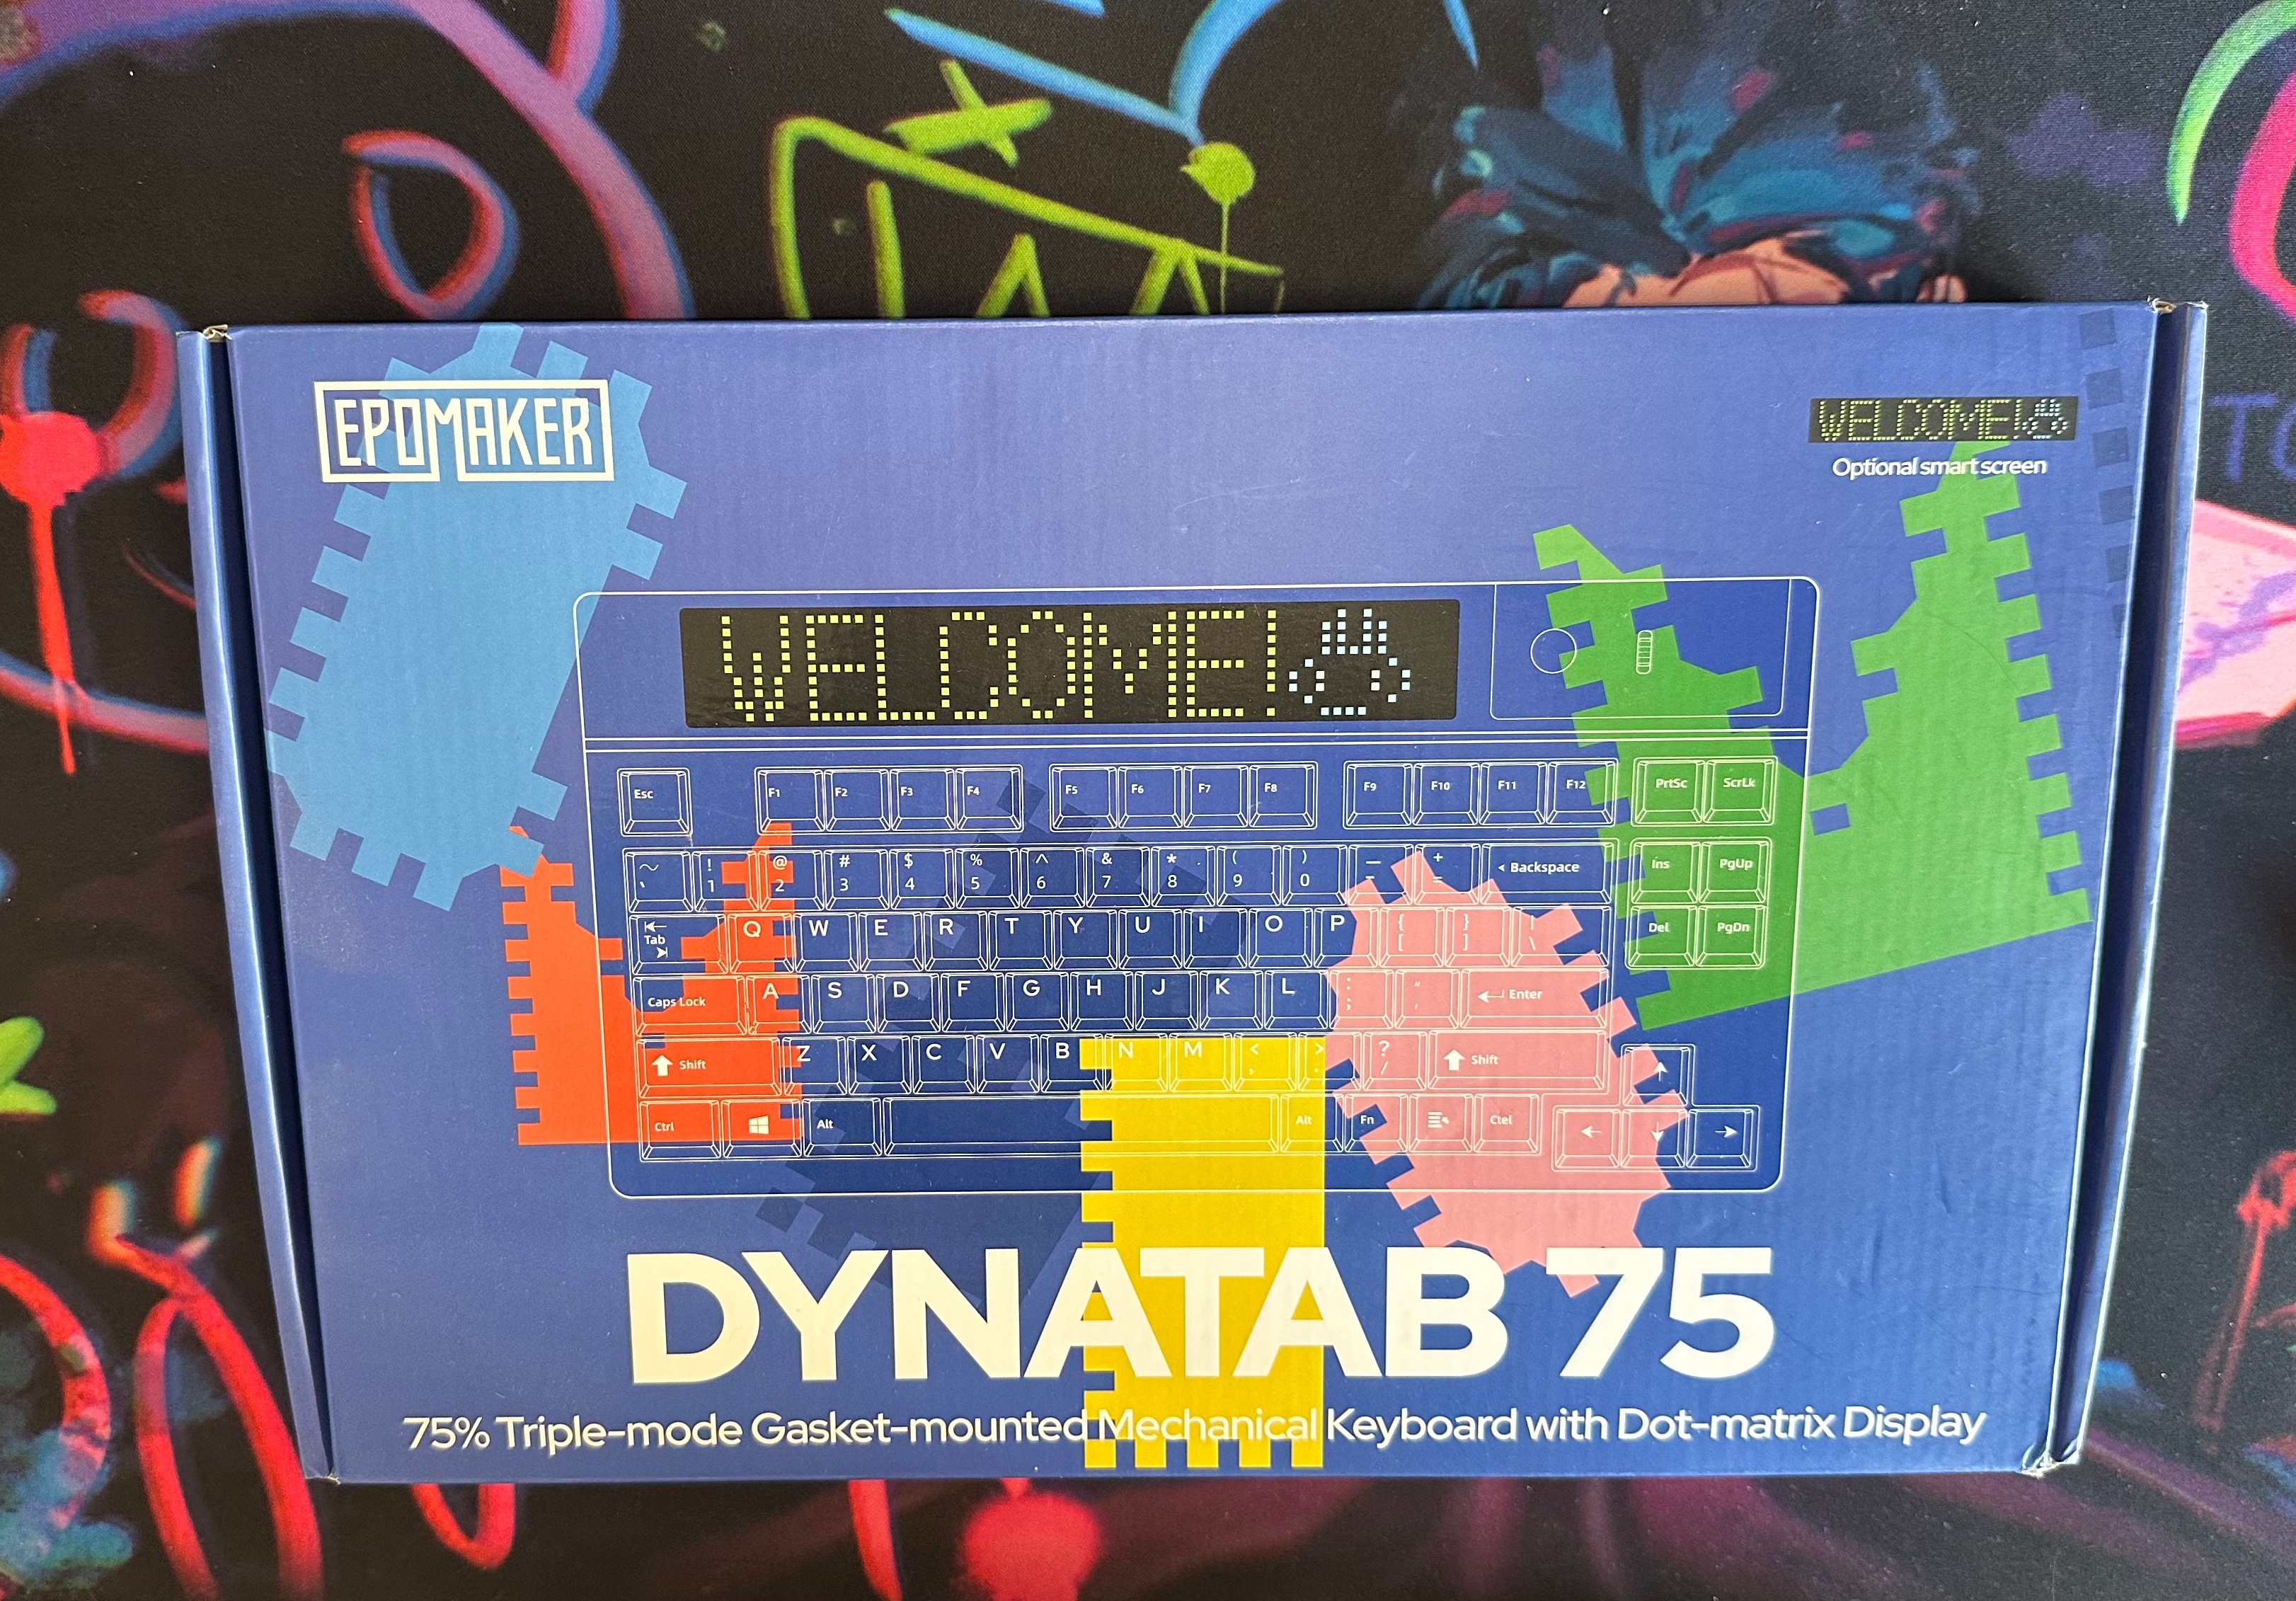 EPOMAKER
WELCOME!
Optional smart screen
WELCOME!
Esc F1 F2 F3 F4 F5 F6 F7 F8 F9 F10 F11 F12 PrtSc ScrLk
~ ! @ # $ % ^ & * ( ) — +
` 1 2 3 4 5 6 7 8 9 0 - = Backspace Ins PgUp
Tab Q W E R T Y U I O P { [ } ] | \ Del PgDn
Caps Lock A S D F G H J K L : ; " ' Enter
Shift Z X C V B N M < , > . ? / Shift
Ctrl Alt Alt Fn Ctel
DYNATAB 75
75% Triple-mode Gasket-mounted Mechanical Keyboard with Dot-matrix Display